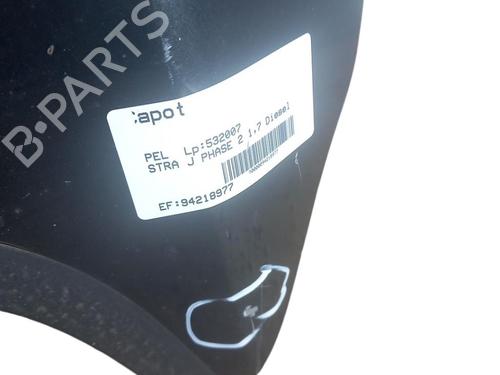 B-PARTS
Capot
PEL Lp:532007
STRA J PHASE 2 1,7 Diesel
EF:94218977